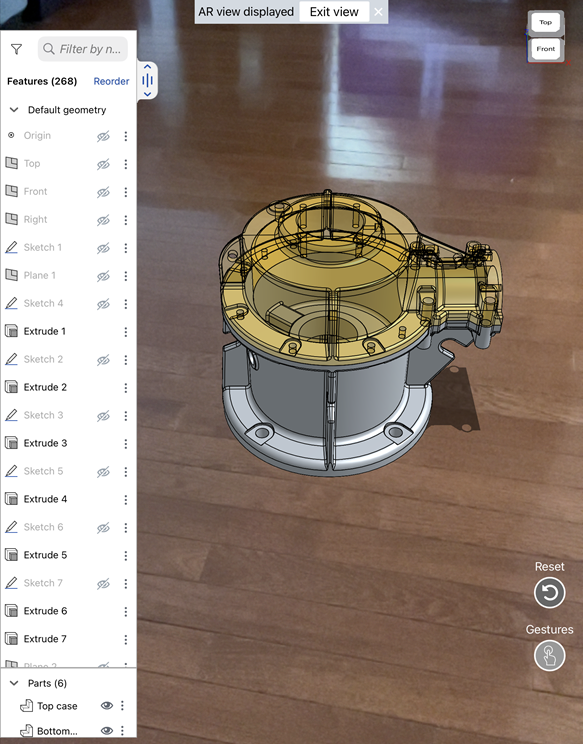 AR view displayed Exit view
Top
Front
Filter by n...
Features (268) Reorder
Default geometry
Origin
Top
Front
Right
Sketch 1
Plane 1
Sketch 4
Extrude 1
Sketch 2
Extrude 2
Sketch 3
Extrude 3
Sketch 5
Extrude 4
Sketch 6
Extrude 5
Sketch 7
Extrude 6
Extrude 7
Plane 2
Parts (6)
Top case
Bottom...
Reset
Gestures